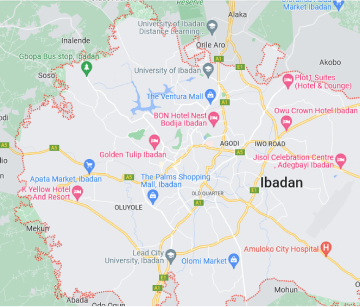 Market Ibadan
University of Ibadan
Distance Learning
Alaka
Inalende
Orile Aro
Gbopa Bus stop, Ibadan
Akobo
Soso
University of Ibadan
A1
Plot1 Suites
(Hotel & Lounge)
The Ventura Mall
A1
Owu Crown Hotel Ibadan
BON Hotel Nest
Bodija Ibadan
AGODI
IWO ROAD
Golden Tulip Ibadan
A5
Jisol Celebration Centre
Adegbayi Ibadan
Apata Market, Ibadan
The Palms Shopping
Mall, Ibadan
A5
Ibadan
K Yellow Hotel
And Resort
OLD QUARTER
OLUYOLE
Mekun
Amuloko City Hospital
Lead City
University, Ibadan
Olomi Market
A1
Mohun
Abada
Odo Ogun